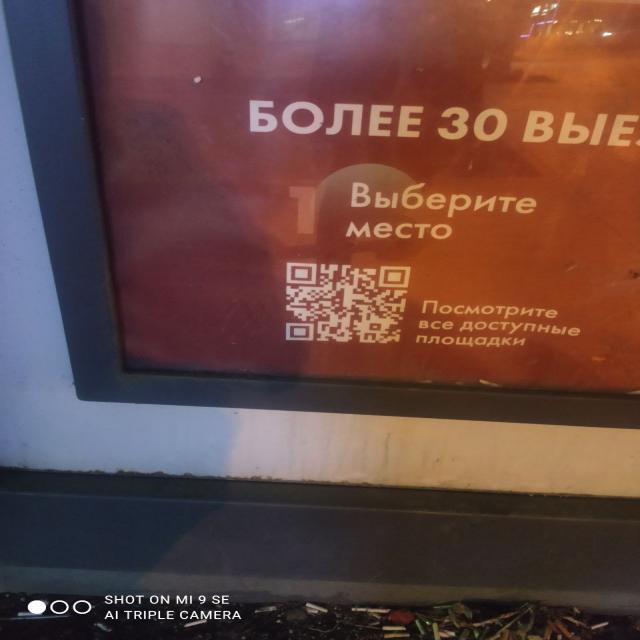 БОЛЕЕ 30
1
Выберите
место
Посмотрите
все доступные
площадки
SHOT ON MI 9 SE
AI TRIPLE CAMERA